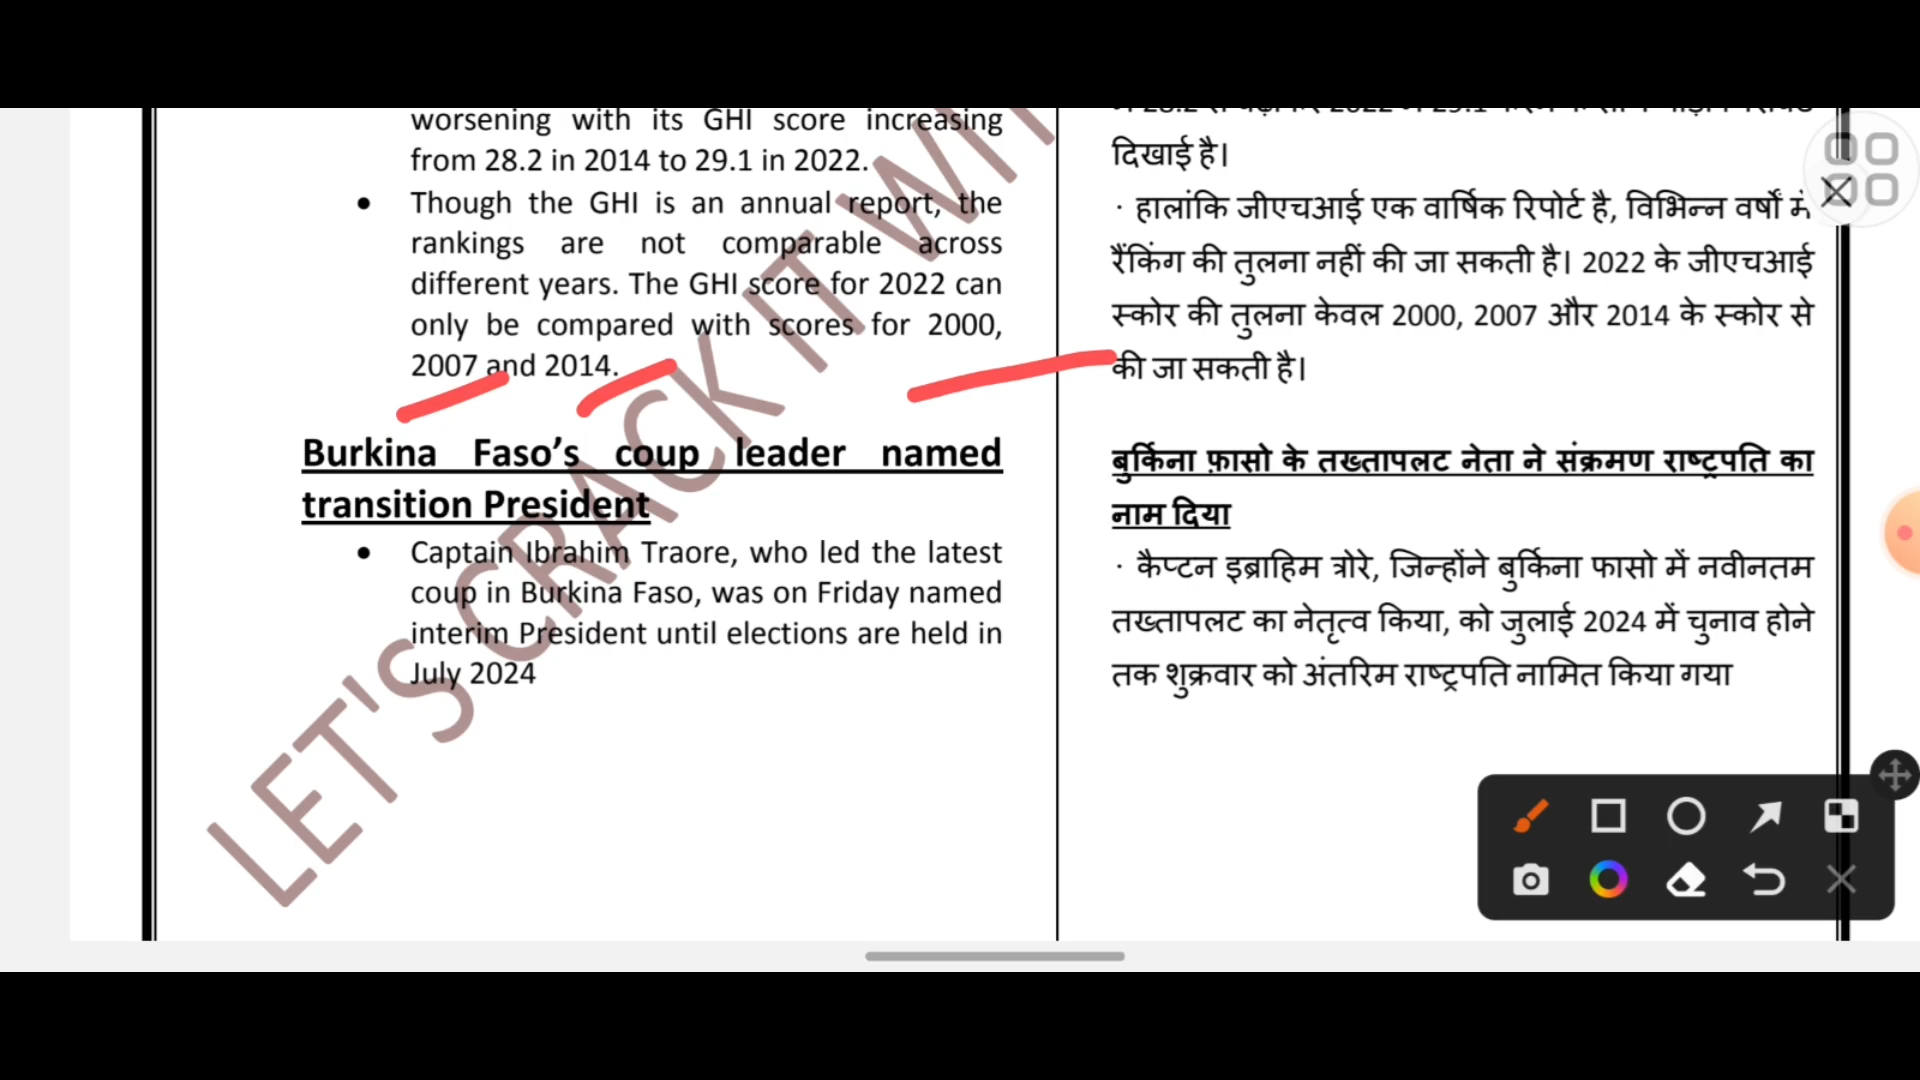 worsening with its GHI score increasing
from 28.2 in 2014 to 29.1 in 2022.
• Though the GHI is an annual report, the
rankings are not comparable across
different years. The GHI score for 2022 can
only be compared with scores for 2000,
2007 and 2014.
Burkina Faso’s coup leader named
transition President
• Captain Ibrahim Traore, who led the latest
coup in Burkina Faso, was on Friday named
interim President until elections are held in
July 2024
दिखाई है।
· हालांकि जीएचआई एक वार्षिक रिपोर्ट है, विभिन्न वर्षों में
रैंकिंग की तुलना नहीं की जा सकती है। 2022 के जीएचआई
स्कोर की तुलना केवल 2000, 2007 और 2014 के स्कोर से
की जा सकती है।
बुर्किना फ़ासो के तख्तापलट नेता ने संक्रमण राष्ट्रपति का
नाम दिया
· कैप्टन इब्राहिम त्रोरे, जिन्होंने बुर्किना फासो में नवीनतम
तख्तापलट का नेतृत्व किया, को जुलाई 2024 में चुनाव होने
तक शुक्रवार को अंतरिम राष्ट्रपति नामित किया गया
LET'S CRACK IT